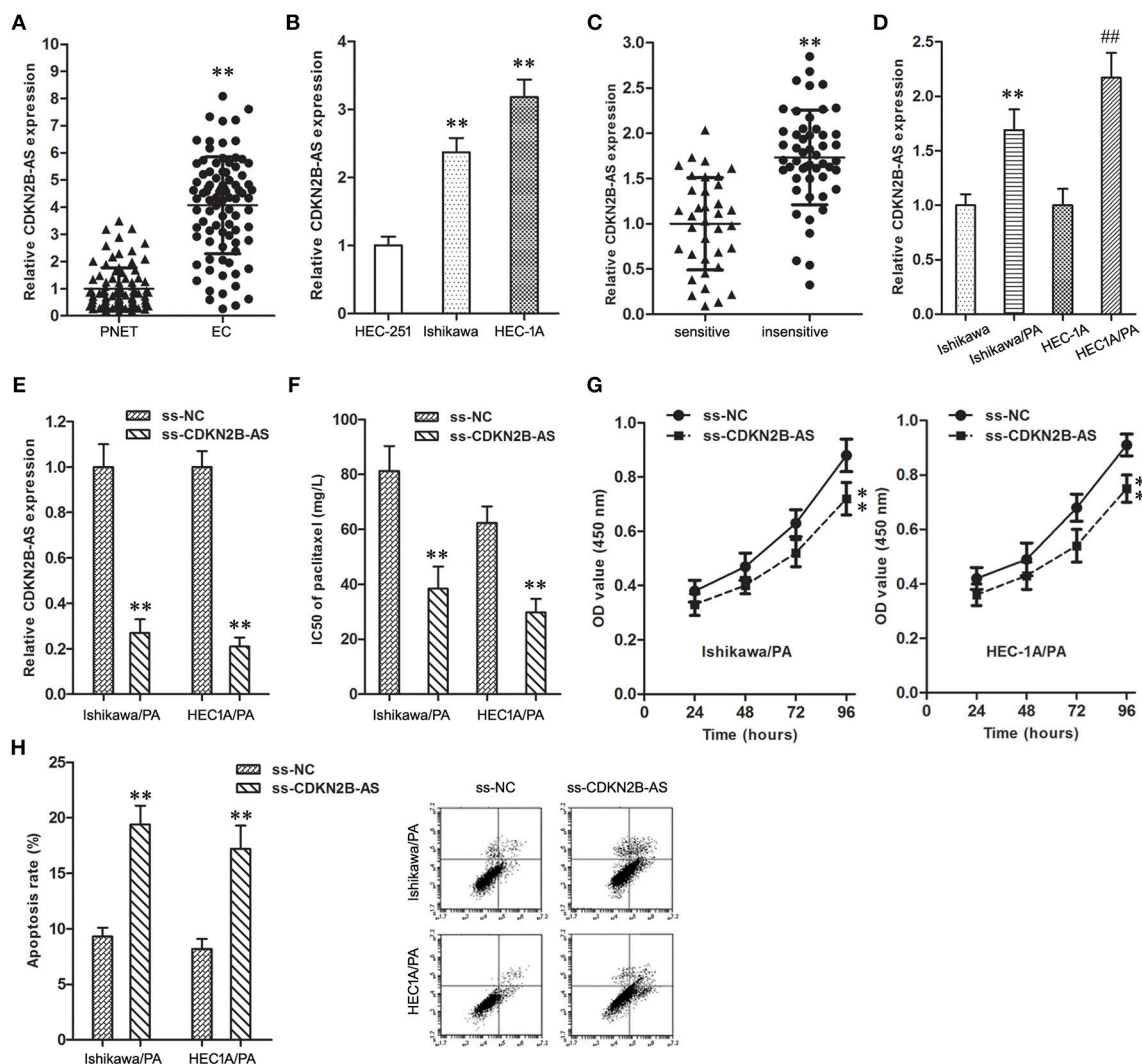 A
Relative CDKN2B-AS expression
10
9
8
7
6
5
4
3
2
1
0
**
PNET
EC
B
Relative CDKN2B-AS expression
4
3
2
1
0
**
**
HEC-251
Ishikawa
HEC-1A
C
Relative CDKN2B-AS expression
3.0
2.5
2.0
1.5
1.0
0.5
0.0
**
sensitive
insensitive
D
Relative CDKN2B-AS expression
2.5
2.0
1.5
1.0
0.5
0.0
**
##
Ishikawa
Ishikawa/PA
HEC-1A
HEC1A/PA
E
Relative CDKN2B-AS expression
1.2
1.0
0.8
0.6
0.4
0.2
0.0
ss-NC
ss-CDKN2B-AS
**
**
Ishikawa/PA
HEC1A/PA
F
IC50 of paclitaxel (mg/L)
100
80
60
40
20
0
ss-NC
ss-CDKN2B-AS
**
**
Ishikawa/PA
HEC1A/PA
G
OD value (450 nm)
1.0
0.8
0.6
0.4
0.2
0.0
ss-NC
ss-CDKN2B-AS
**
Ishikawa/PA
0
24
48
72
96
Time (hours)
OD value (450 nm)
1.0
0.8
0.6
0.4
0.2
0.0
ss-NC
ss-CDKN2B-AS
**
HEC-1A/PA
0
24
48
72
96
Time (hours)
H
Apoptosis rate (%)
25
20
15
10
5
0
ss-NC
ss-CDKN2B-AS
**
**
Ishikawa/PA
HEC1A/PA
ss-NC
ss-CDKN2B-AS
Ishikawa/PA
HEC1A/PA